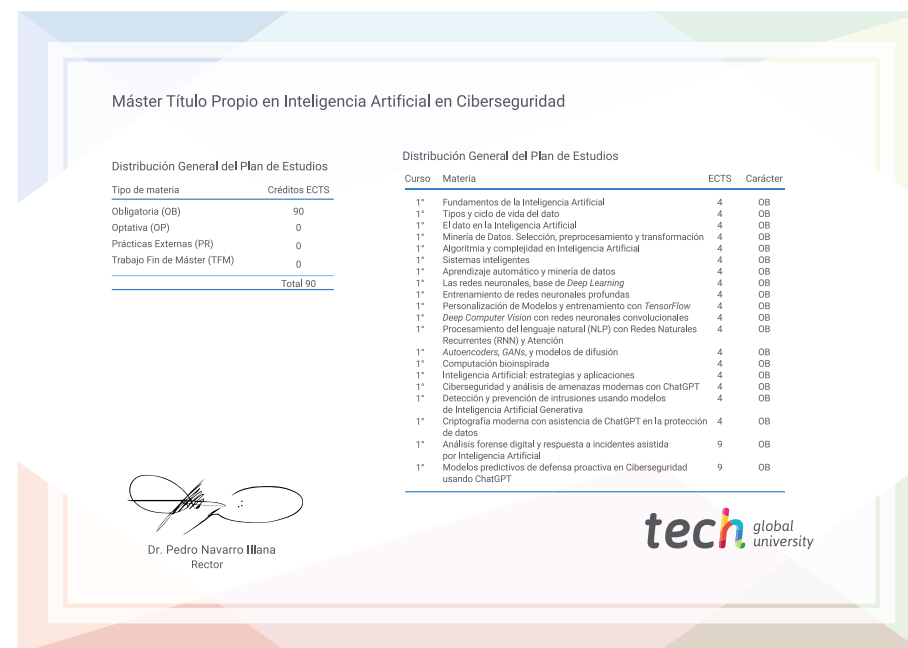 Máster Título Propio en Inteligencia Artificial en Ciberseguridad
Distribución General del Plan de Estudios
Tipo de materia Créditos ECTS
Obligatoria (OB) 90
Optativa (OP) 0
Prácticas Externas (PR) 0
Trabajo Fin de Máster (TFM) 0
Total 90
Distribución General del Plan de Estudios
Curso Materia ECTS Carácter
1° Fundamentos de la Inteligencia Artificial 4 OB
1° Tipos y ciclo de vida del dato 4 OB
1° El dato en la Inteligencia Artificial 4 OB
1° Minería de Datos. Selección, preprocesamiento y transformación 4 OB
1° Algoritmia y complejidad en Inteligencia Artificial 4 OB
1° Sistemas inteligentes 4 OB
1° Aprendizaje automático y minería de datos 4 OB
1° Las redes neuronales, base de Deep Learning 4 OB
1° Entrenamiento de redes neuronales profundas 4 OB
1° Personalización de Modelos y entrenamiento con TensorFlow 4 OB
1° Deep Computer Vision con redes neuronales convolucionales 4 OB
1° Procesamiento del lenguaje natural (NLP) con Redes Naturales 4 OB
Recurrentes (RNN) y Atención
1° Autoencoders, GANs, y modelos de difusión 4 OB
1° Computación bioinspirada 4 OB
1° Inteligencia Artificial: estrategias y aplicaciones 4 OB
1° Ciberseguridad y análisis de amenazas modernas con ChatGPT 4 OB
1° Detección y prevención de intrusiones usando modelos 4 OB
de Inteligencia Artificial Generativa
1° Criptografía moderna con asistencia de ChatGPT en la protección 4 OB
de datos
1° Análisis forense digital y respuesta a incidentes asistida 9 OB
por Inteligencia Artificial
1° Modelos predictivos de defensa proactiva en Ciberseguridad 9 OB
usando ChatGPT
Dr. Pedro Navarro Illana
Rector
tech global
university